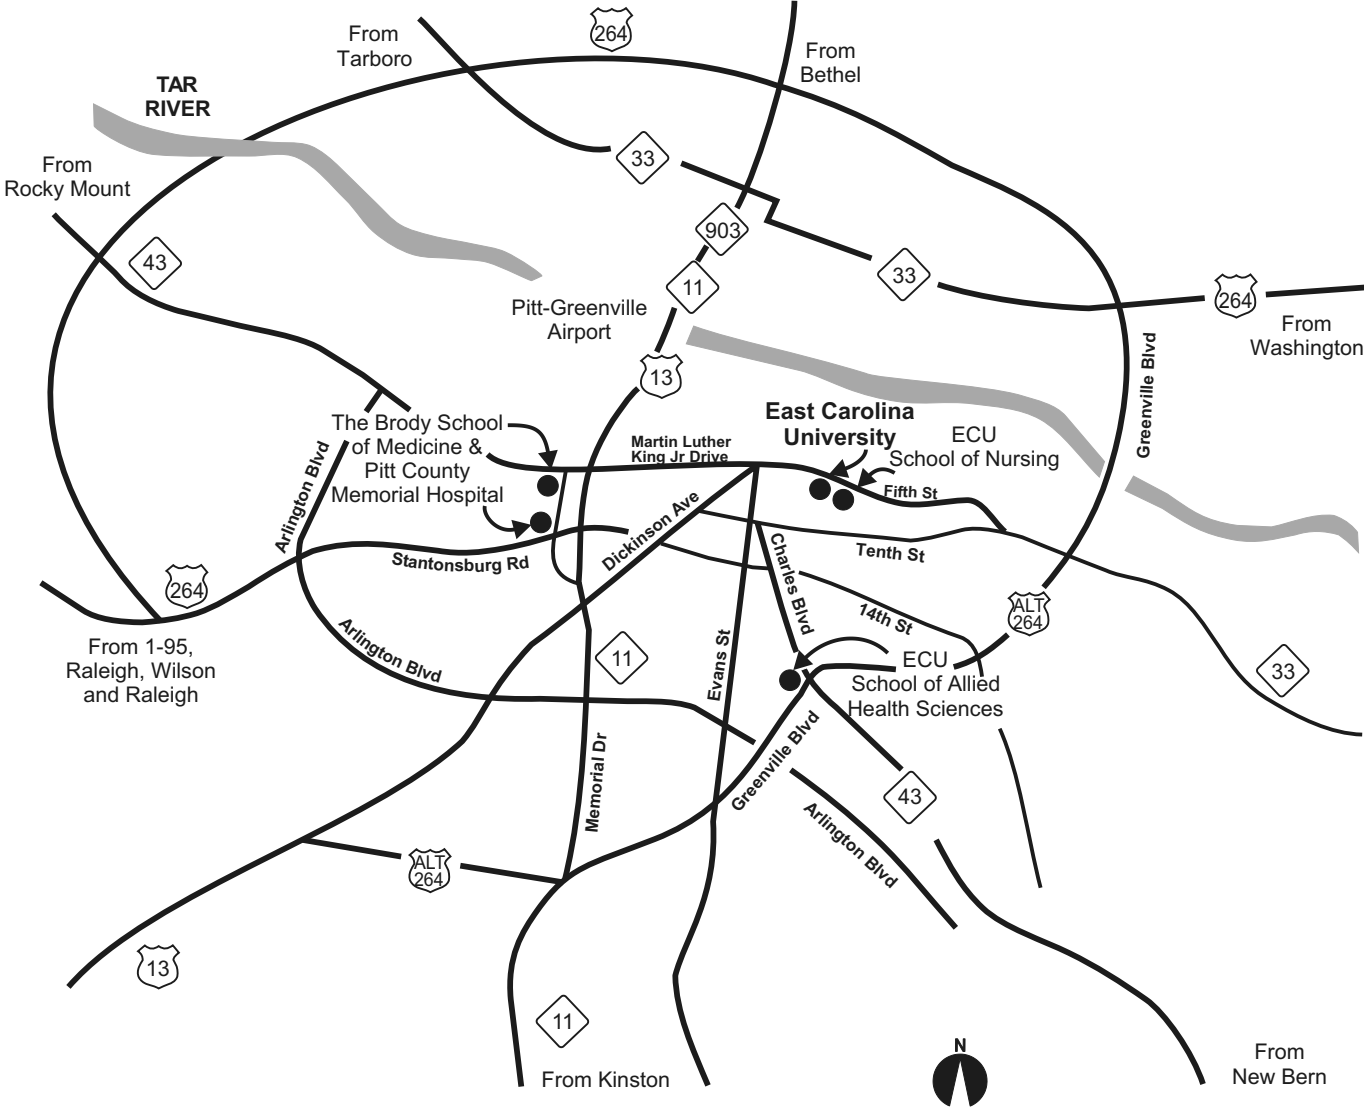 264
From
Tarboro
From
Bethel
TAR
RIVER
33
From
Rocky Mount
903
43
33
11
264
Pitt-Greenville
Airport
From
Washington
Greenville Blvd
13
East Carolina
University
ECU
School of Nursing
The Brody School
of Medicine &
Pitt County
Memorial Hospital
Martin Luther
King Jr Drive
Fifth St
Arlington Blvd
Dickinson Ave
Tenth St
Stantonsburg Rd
Charles Blvd
264
14th St
ALT
264
From 1-95,
Raleigh, Wilson
and Raleigh
Arlington Blvd
11
Evans St
ECU
School of Allied
Health Sciences
33
Greenville Blvd
Memorial Dr
43
Arlington Blvd
ALT
264
13
11
From Kinston
N
From
New Bern